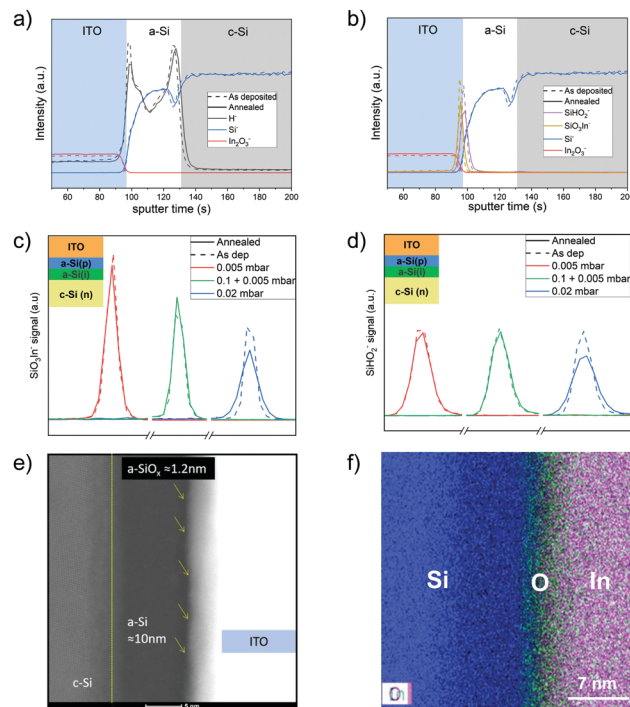 a)
ITO
a-Si
c-Si
Intensity (a.u.)
As deposited
Annealed
H-
Si-
In2O3-
60
80
100
120
140
160
180
200
sputter time (s)
b)
ITO
a-Si
c-Si
Intensity (a.u.)
As deposited
Annealed
SiHO2-
SiO3In-
Si-
In2O3-
60
80
100
120
140
160
180
200
sputter time (s)
c)
ITO
a-Si(p)
a-Si(i)
c-Si (n)
Annealed
As dep
0.005 mbar
0.1 + 0.005 mbar
0.02 mbar
SiO3In- signal (a.u)
d)
ITO
a-Si(p)
a-Si(i)
c-Si (n)
Annealed
As dep
0.005 mbar
0.1 + 0.005 mbar
0.02 mbar
SiHO2- signal (a.u.)
e)
a-SiOx ≈1.2nm
a-Si
≈10nm
ITO
c-Si
5 nm
f)
Si
O
In
7 nm